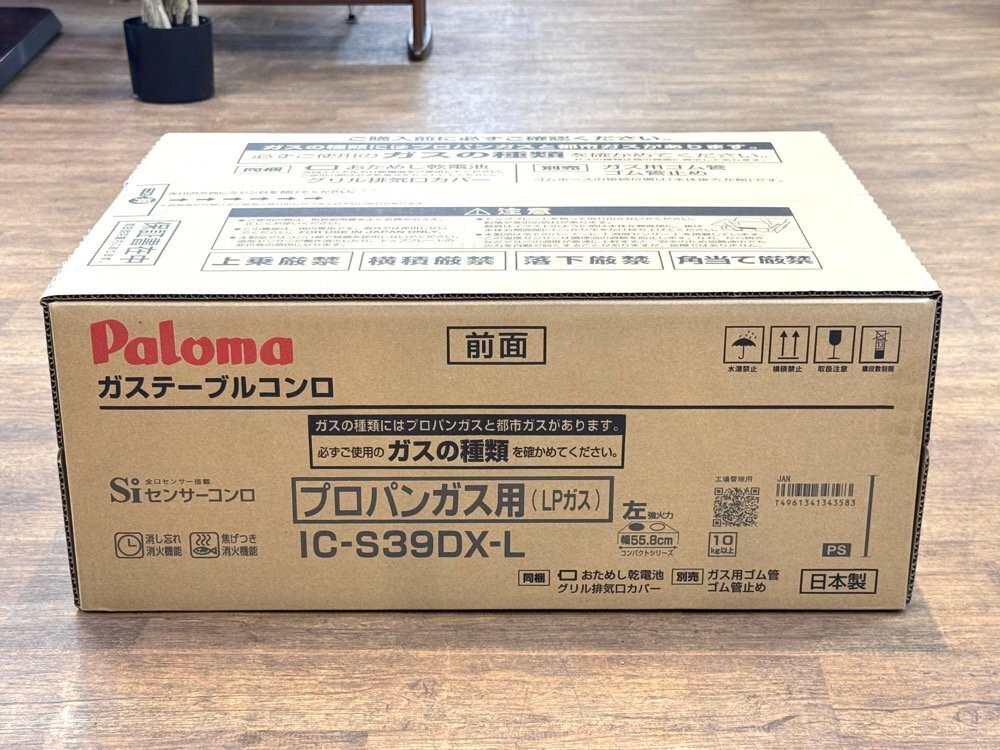 ご購入前に必ずご確認ください。
ガスの種類にはプロパンガスと都市ガスがあります。
必ずご使用の ガスの種類 を確かめてください。
同梱 おためし乾電池
グリル排気口カバー
別売 ガス用ゴム管
ゴム管止め
注意
FOR USE IN JAPAN ONLY
上乗厳禁 横積厳禁 落下厳禁 角当て厳禁
保証書在中
Paloma
ガステーブルコンロ
前面
水濡禁止 横積禁止 取扱注意 積段数制限
ガスの種類にはプロパンガスと都市ガスがあります。
必ずご使用の ガスの種類 を確かめてください。
全口センサー搭載
Siセンサーコンロ
プロパンガス用(LPガス)
IC-S39DX-L
左強火力
幅55.8cm
コンパクトシリーズ
工場管理用
10
kg以上
JAN
T4961341343583
PS
消し忘れ
消火機能
焦げつき
消火機能
同梱 おためし乾電池
グリル排気口カバー
別売 ガス用ゴム管
ゴム管止め
日本製